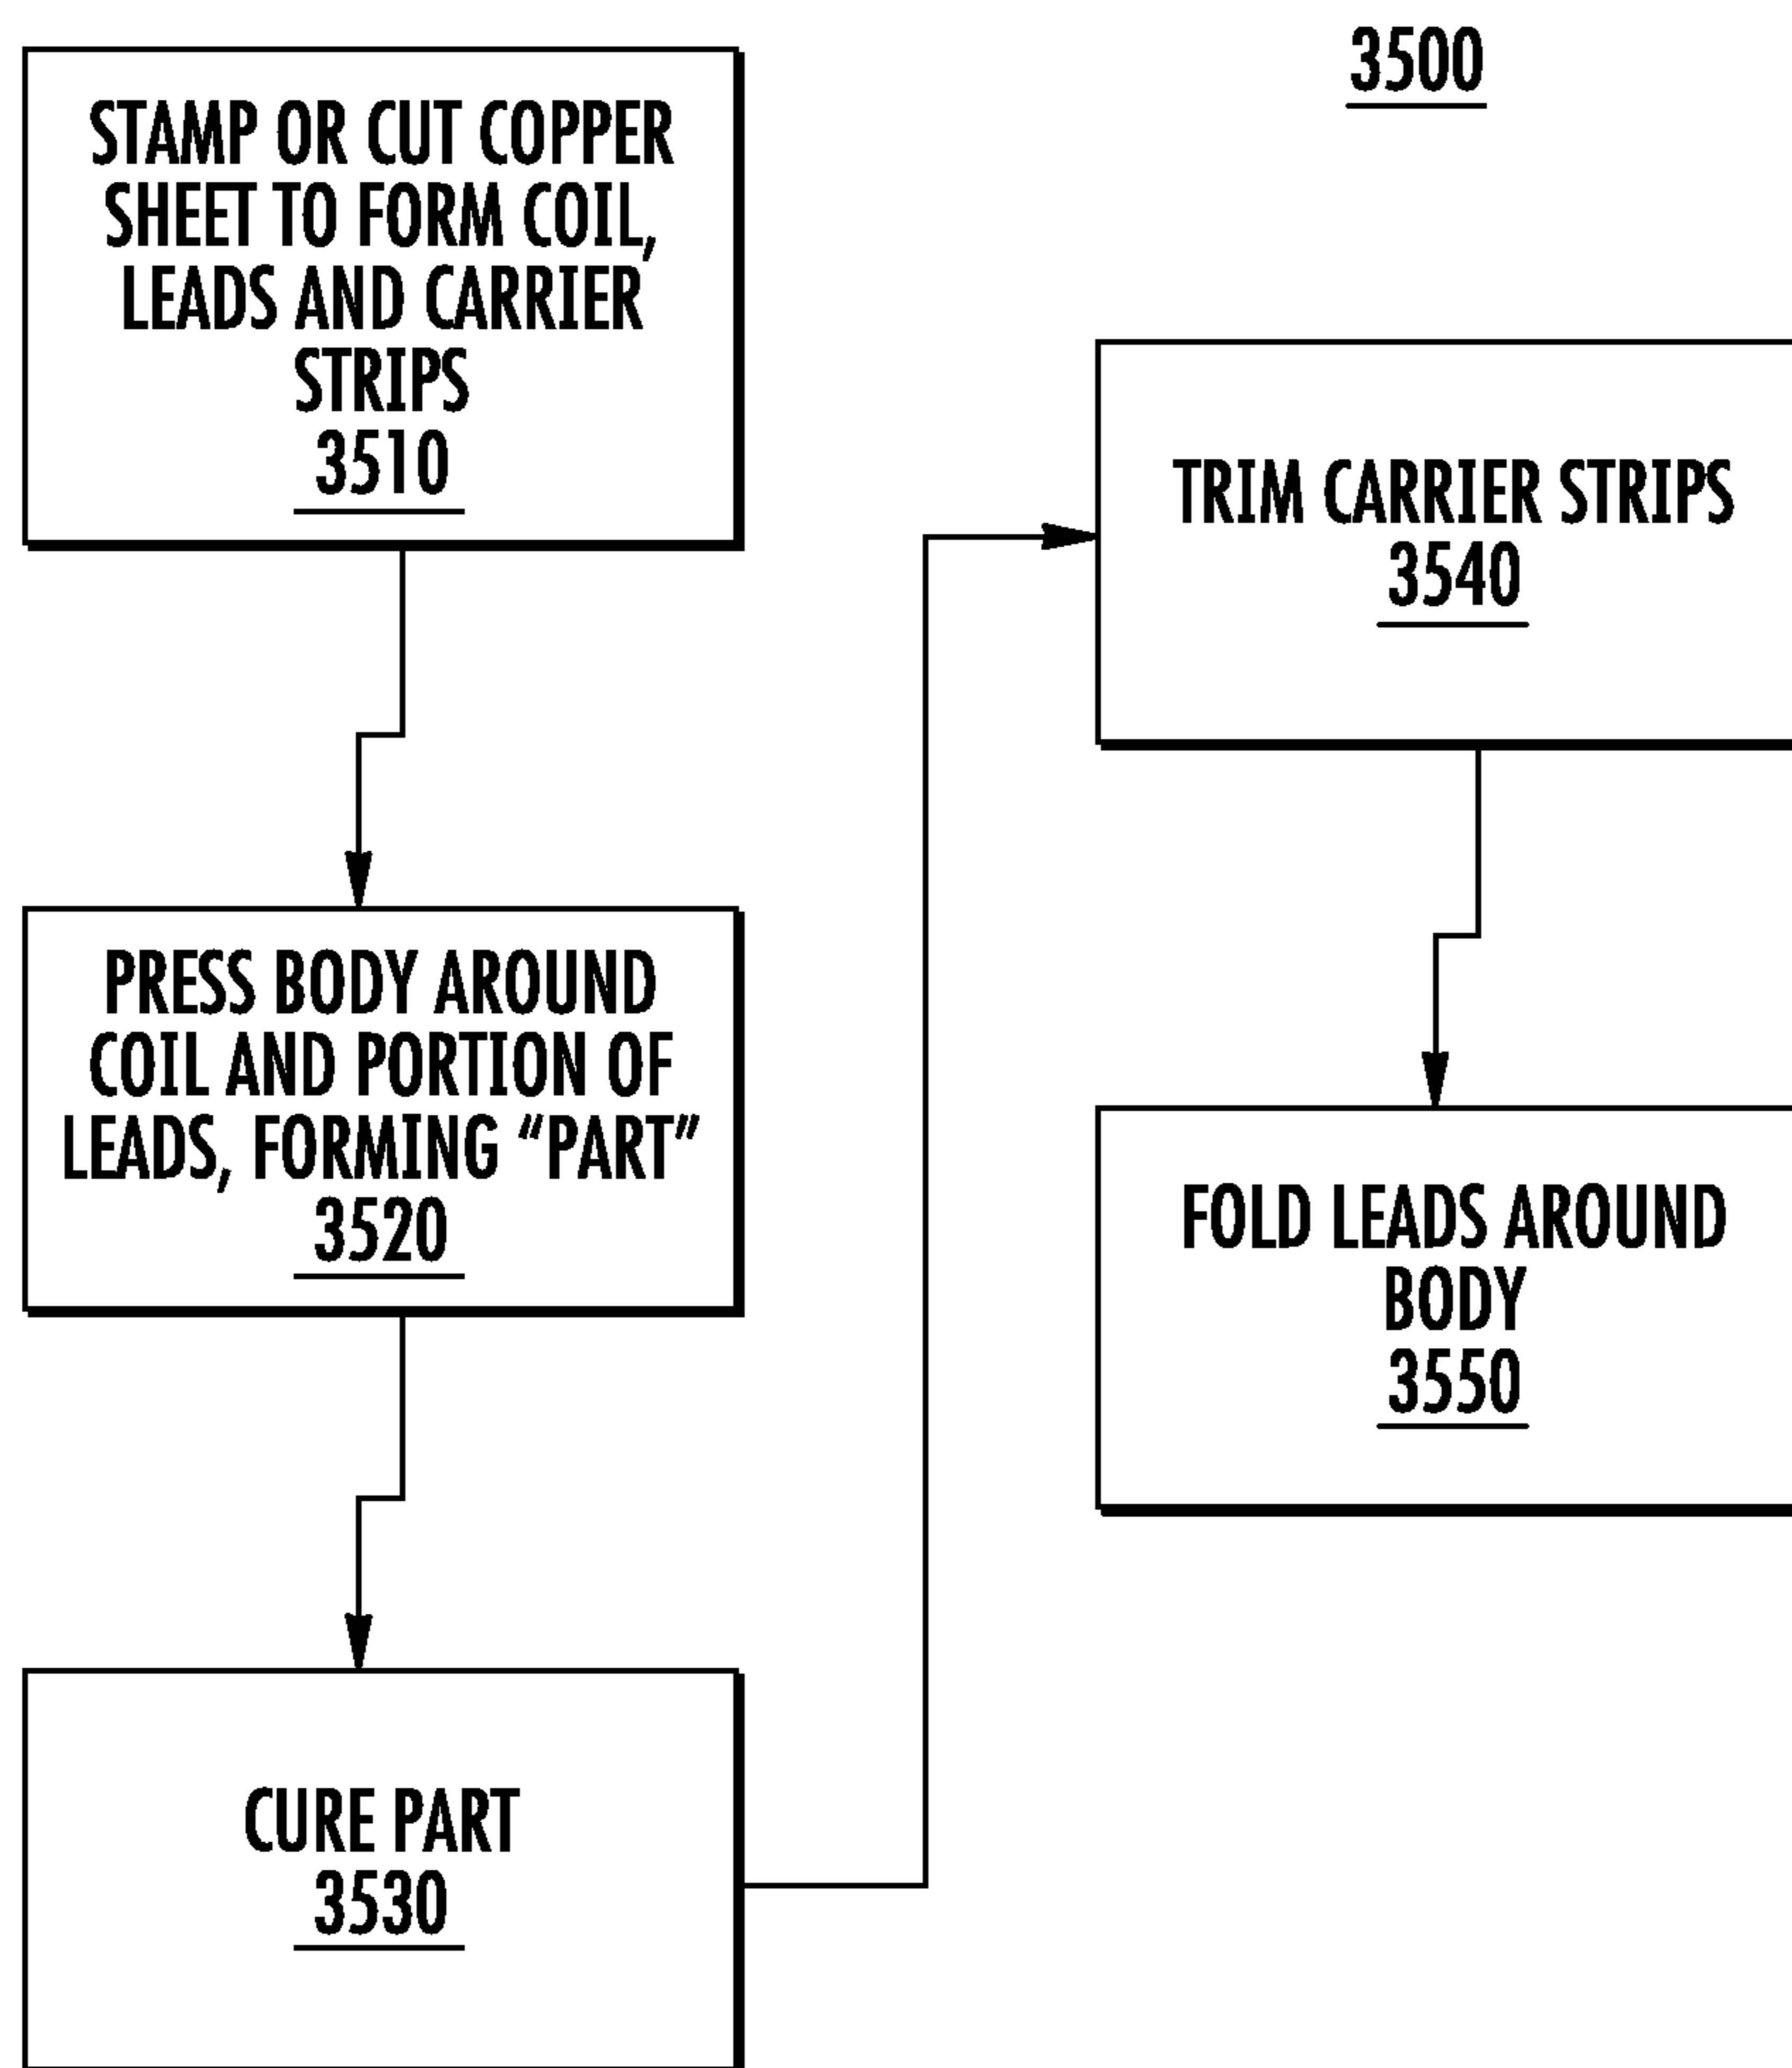 3500
STAMP OR CUT COPPER
SHEET TO FORM COIL,
LEADS AND CARRIER
STRIPS
3510
PRESS BODY AROUND
COIL AND PORTION OF
LEADS, FORMING “PART”
3520
CURE PART
3530
TRIM CARRIER STRIPS
3540
FOLD LEADS AROUND
BODY
3550